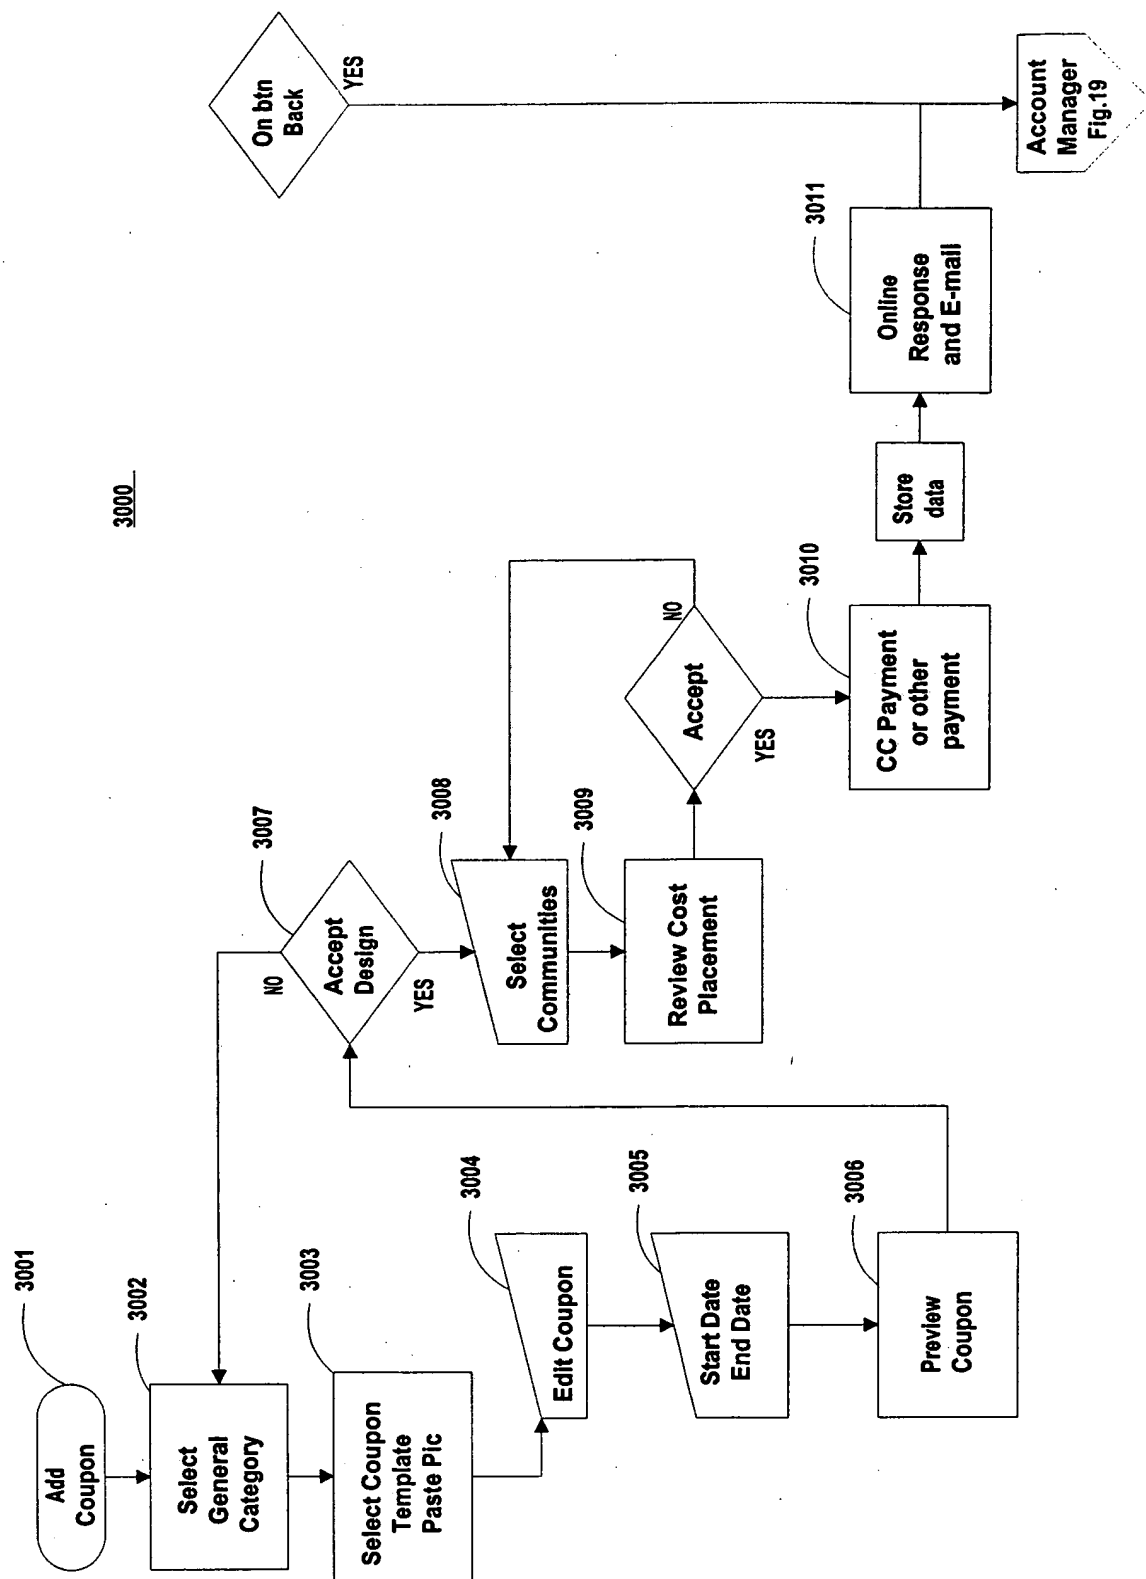 3000
Add
Coupon
3001
Select
General
Category
3002
Select Coupon
Template
Paste Pic
3003
Edit Coupon
3004
Start Date
End Date
3005
Preview
Coupon
3006
Accept
Design
3007
NO
YES
Select
Communities
3008
Review Cost
Placement
3009
Accept
NO
YES
CC Payment
or other
payment
3010
Store
data
Online
Response
and E-mail
3011
On btn
Back
YES
Account
Manager
Fig.19